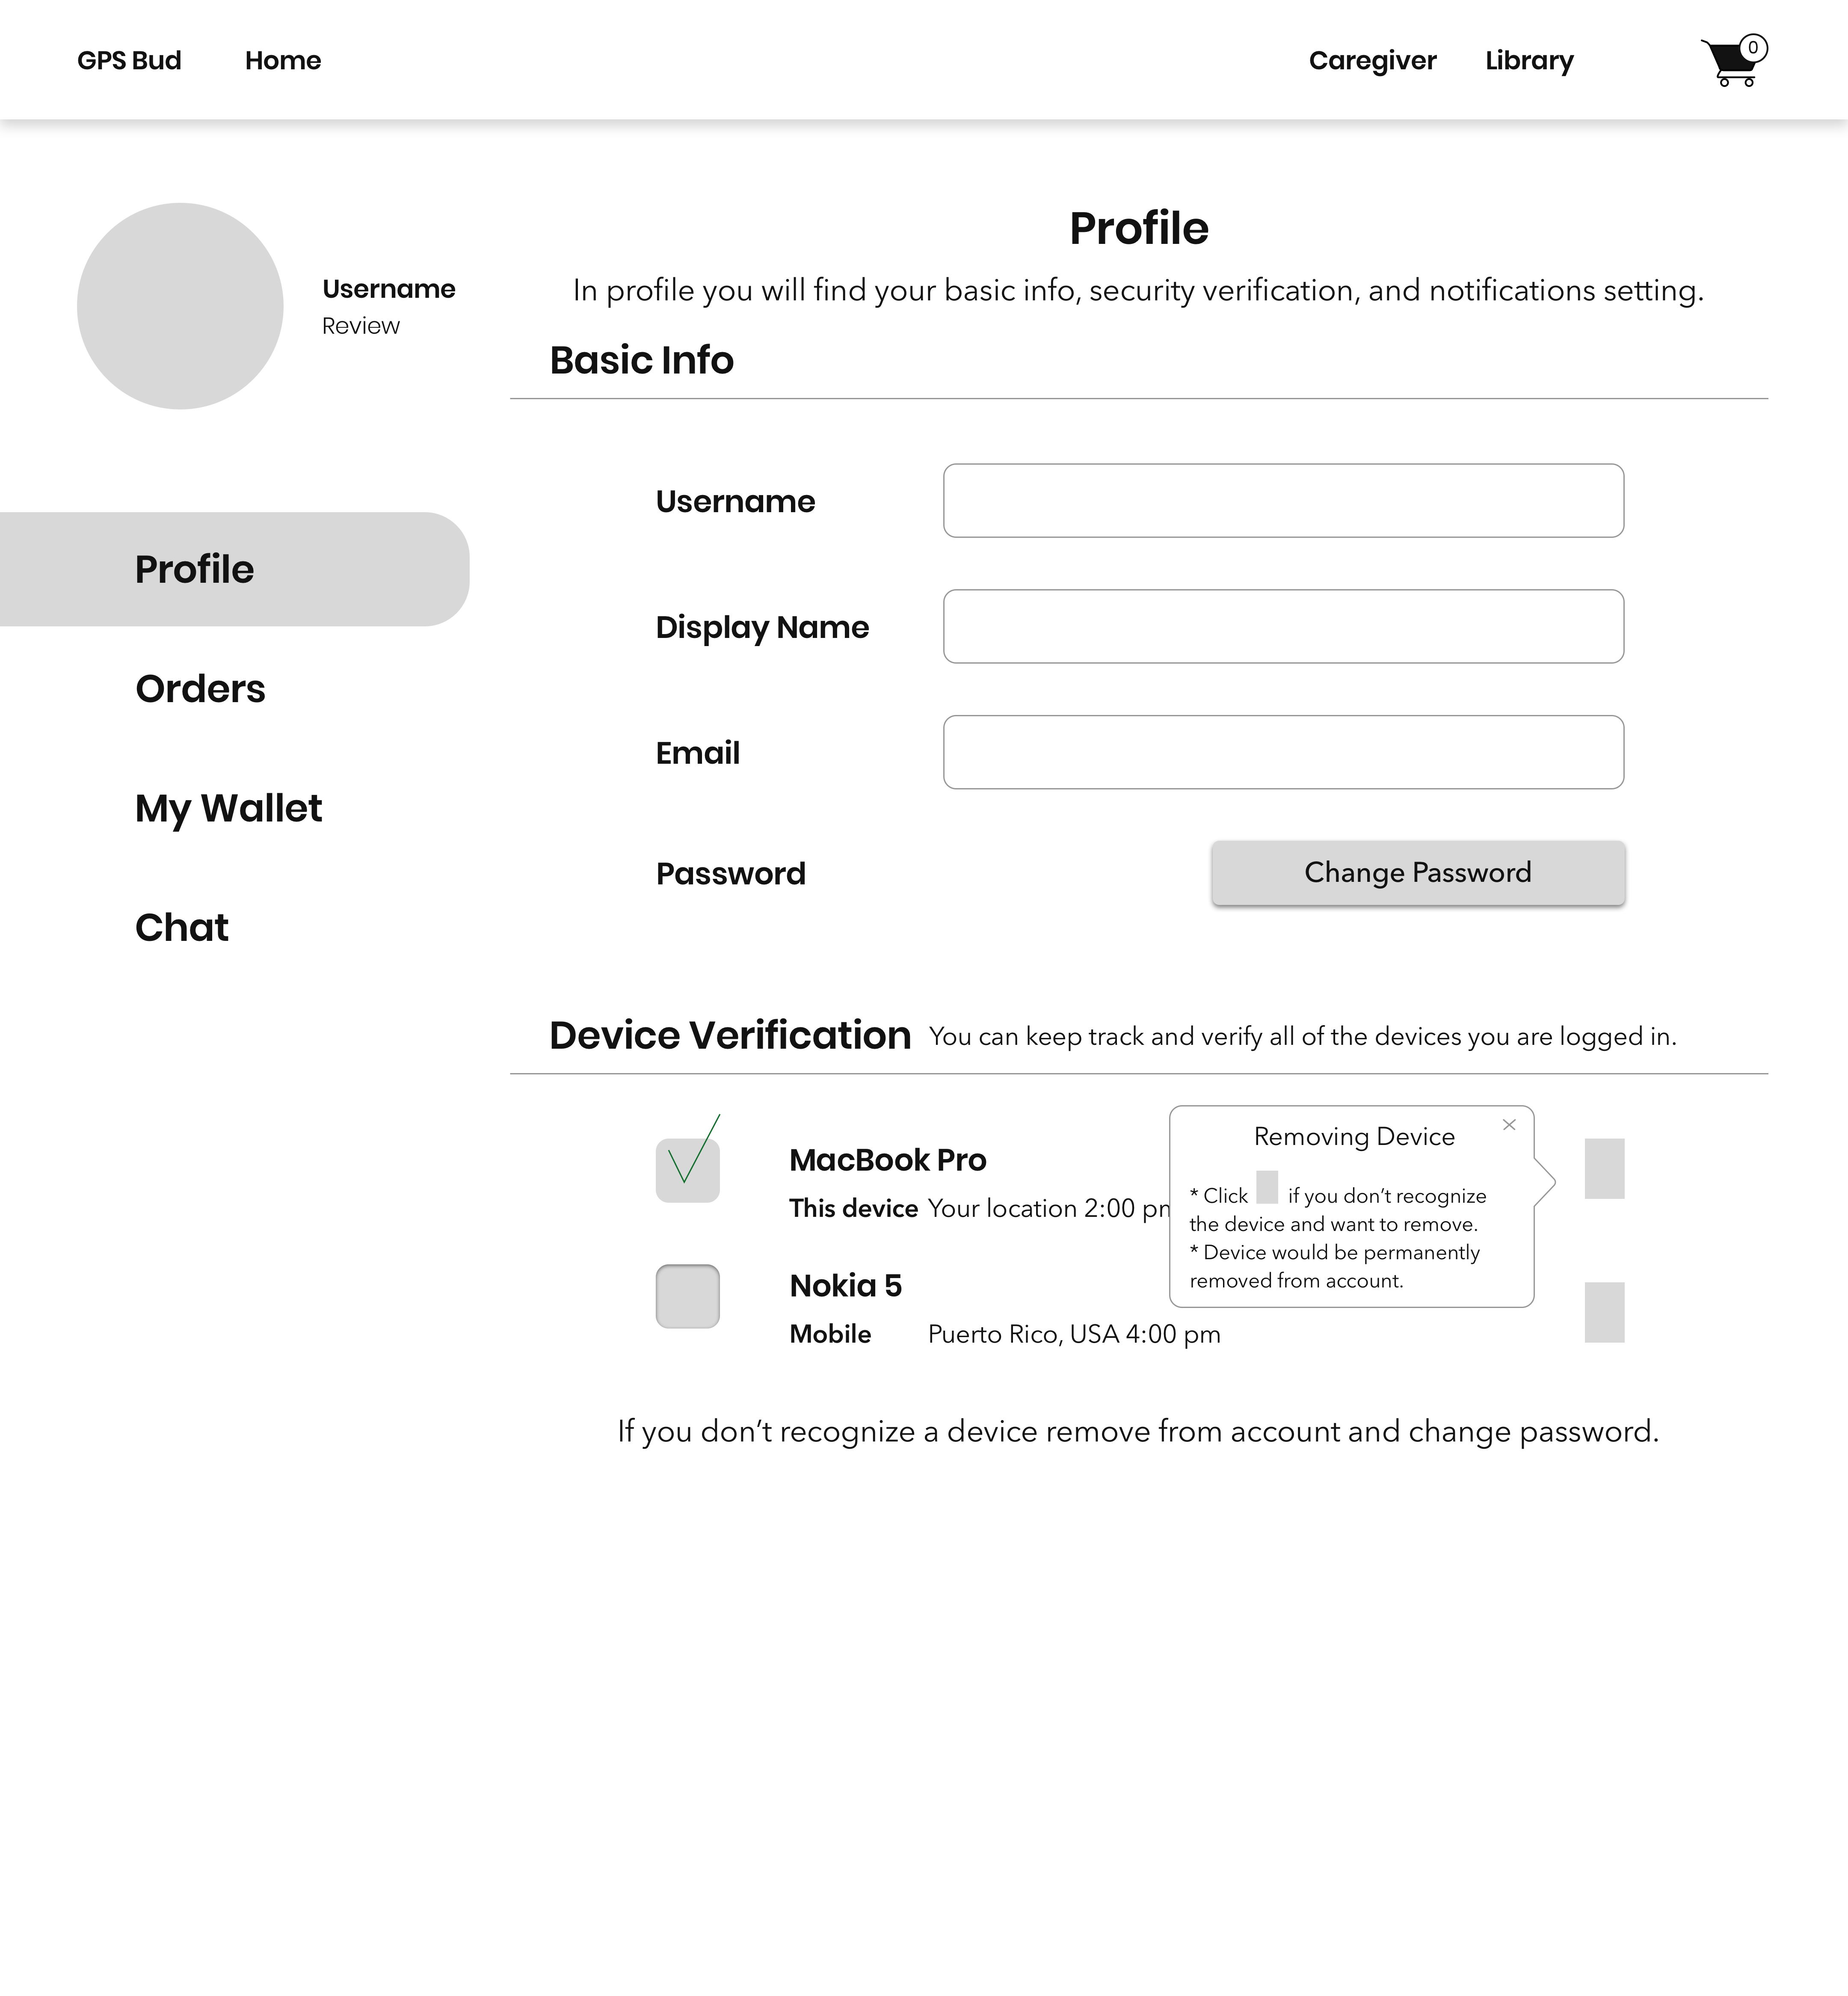 GPS Bud Home Caregiver Library 0
Profile
In profile you will find your basic info, security verification, and notifications setting.
Username
Review
Basic Info
Username
Display Name
Email
Password Change Password
Profile
Orders
My Wallet
Chat
Device Verification You can keep track and verify all of the devices you are logged in.
MacBook Pro
This device Your location 2:00 pm
Removing Device
* Click if you don’t recognize
the device and want to remove.
* Device would be permanently
removed from account.
Nokia 5
Mobile Puerto Rico, USA 4:00 pm
If you don’t recognize a device remove from account and change password.